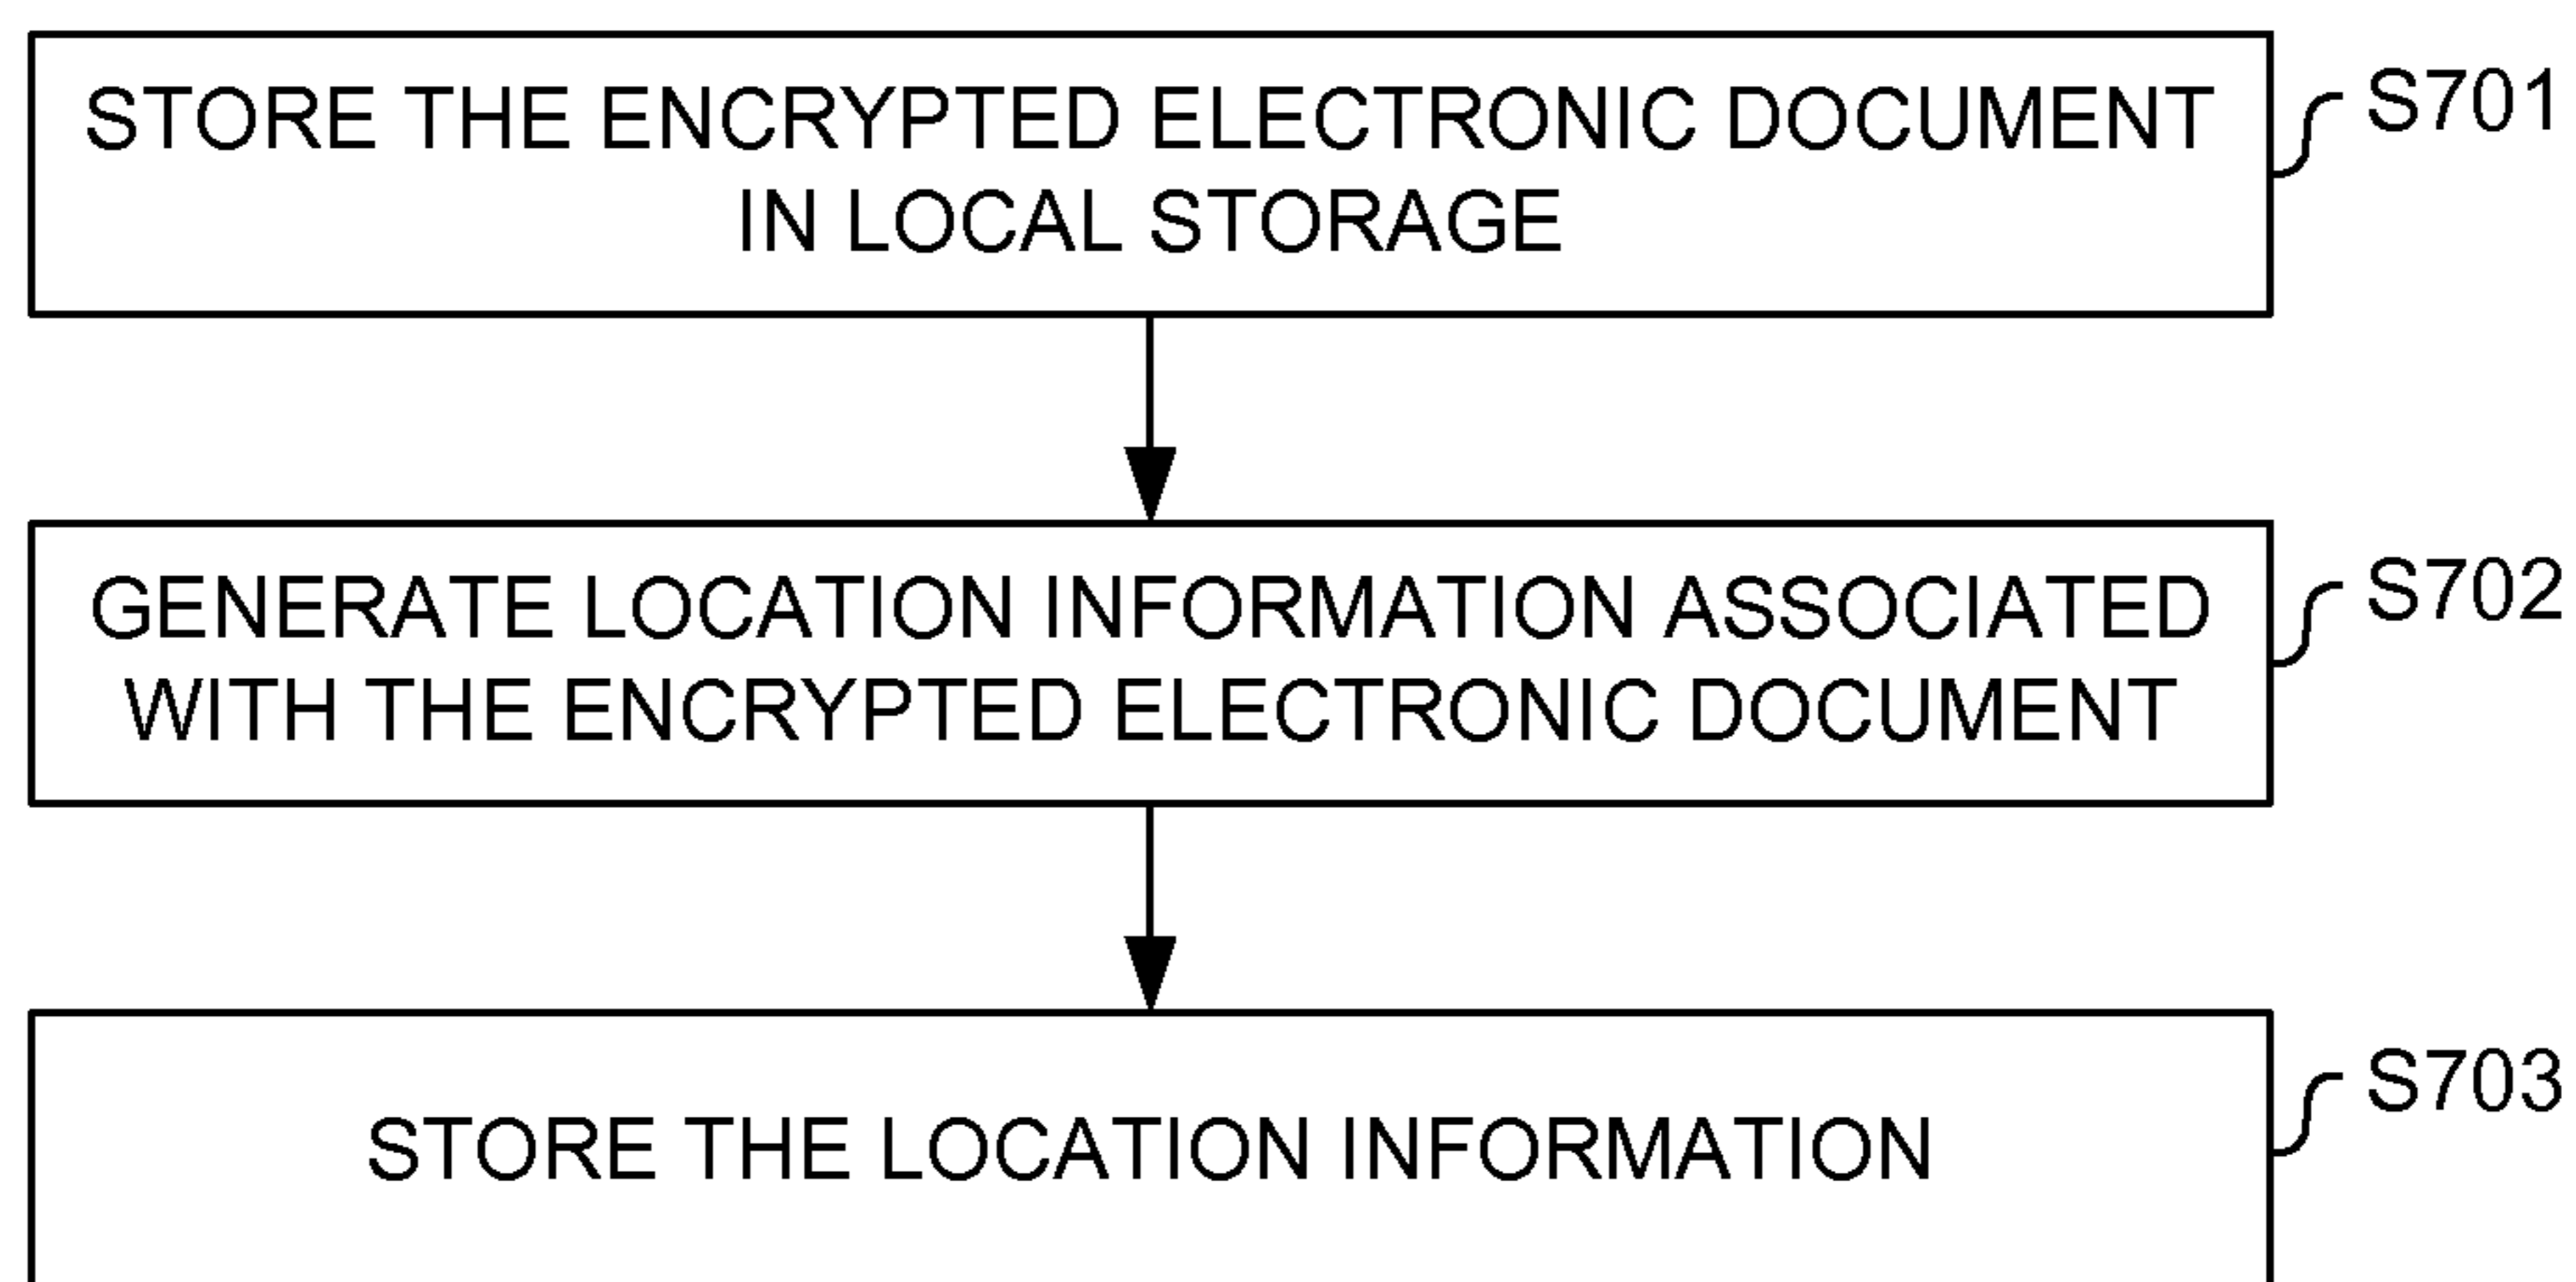 STORE THE ENCRYPTED ELECTRONIC DOCUMENT
IN LOCAL STORAGE
S701
GENERATE LOCATION INFORMATION ASSOCIATED
WITH THE ENCRYPTED ELECTRONIC DOCUMENT
S702
STORE THE LOCATION INFORMATION
S703